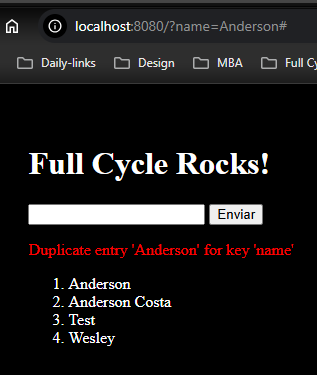 localhost:8080/?name=Anderson#
Daily-links Design MBA Full Cy
Full Cycle Rocks!
Enviar
Duplicate entry 'Anderson' for key 'name'
1. Anderson
2. Anderson Costa
3. Test
4. Wesley